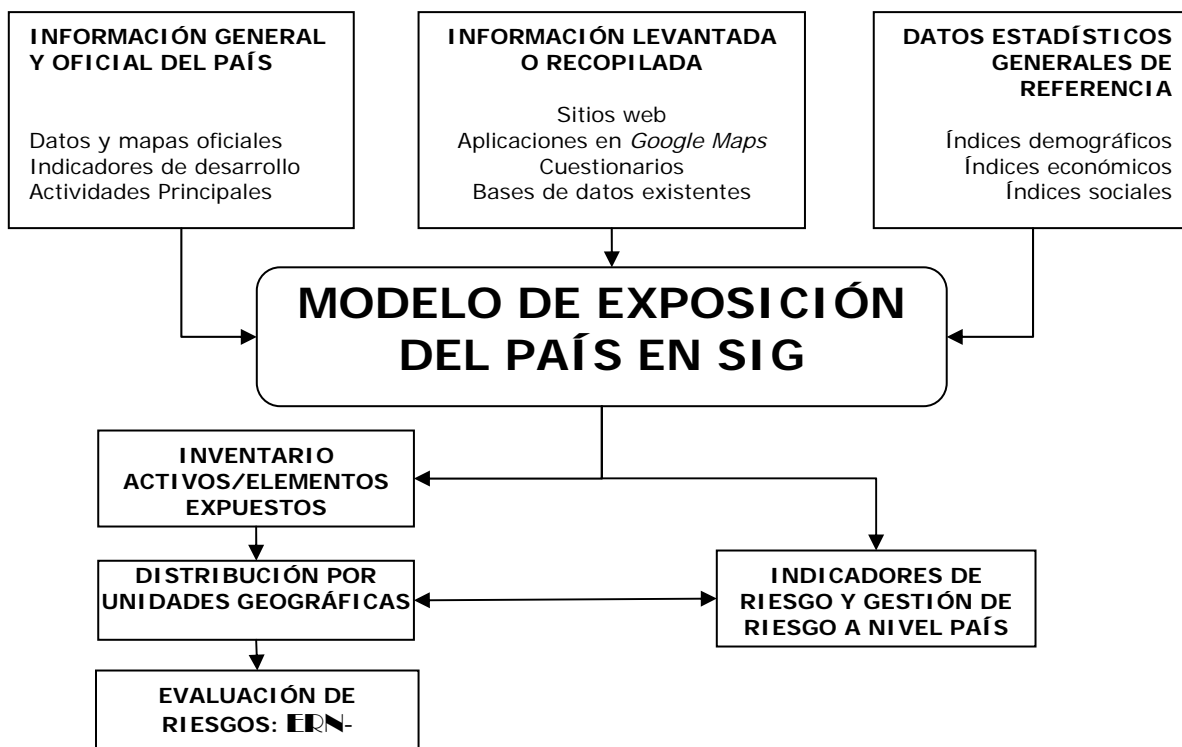 INFORMACIÓN GENERAL
Y OFICIAL DEL PAÍS
Datos y mapas oficiales
Indicadores de desarrollo
Actividades Principales
INFORMACIÓN LEVANTADA
O RECOPILADA
Sitios web
Aplicaciones en Google Maps
Cuestionarios
Bases de datos existentes
DATOS ESTADÍSTICOS
GENERALES DE
REFERENCIA
Índices demográficos
Índices económicos
Índices sociales
MODELO DE EXPOSICIÓN
DEL PAÍS EN SIG
INVENTARIO
ACTIVOS/ELEMENTOS
EXPUESTOS
DISTRIBUCIÓN POR
UNIDADES GEOGRÁFICAS
INDICADORES DE
RIESGO Y GESTIÓN DE
RIESGO A NIVEL PAÍS
EVALUACIÓN DE
RIESGOS: ERN-